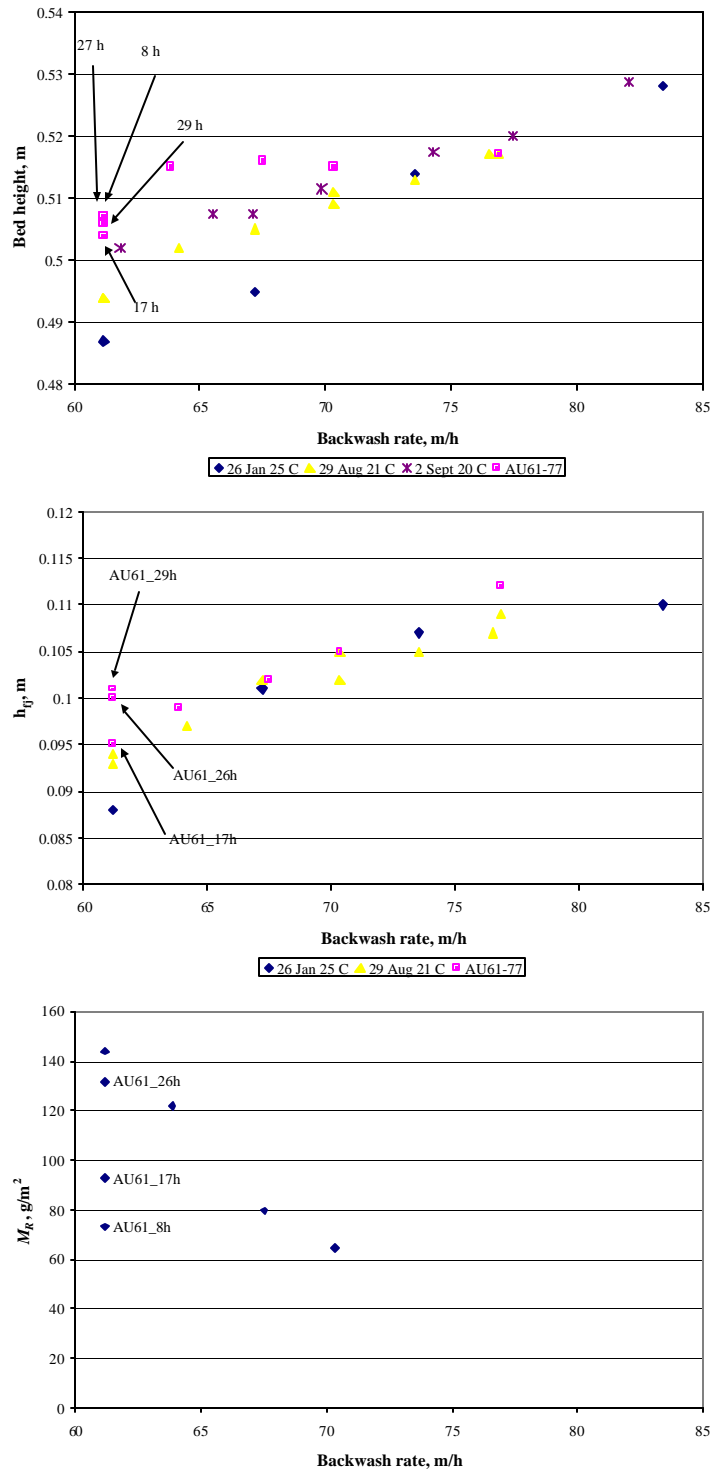 0.54
27 h
8 h
0.53
29 h
0.52
Bed height, m
0.51
0.5
17 h
0.49
0.48
60 65 70 75 80 85
Backwash rate, m/h
26 Jan 25 C 29 Aug 21 C 2 Sept 20 C AU61-77
0.12
0.115
AU61_29h
0.11
0.105
h_fj, m
0.1
0.095
AU61_26h
0.09
AU61_17h
0.085
0.08
60 65 70 75 80 85
Backwash rate, m/h
26 Jan 25 C 29 Aug 21 C AU61-77
160
140
AU61_26h
120
100
AU61_17h
M_R, g/m²
80
AU61_8h
60
40
20
0
60 65 70 75 80 85
Backwash rate, m/h